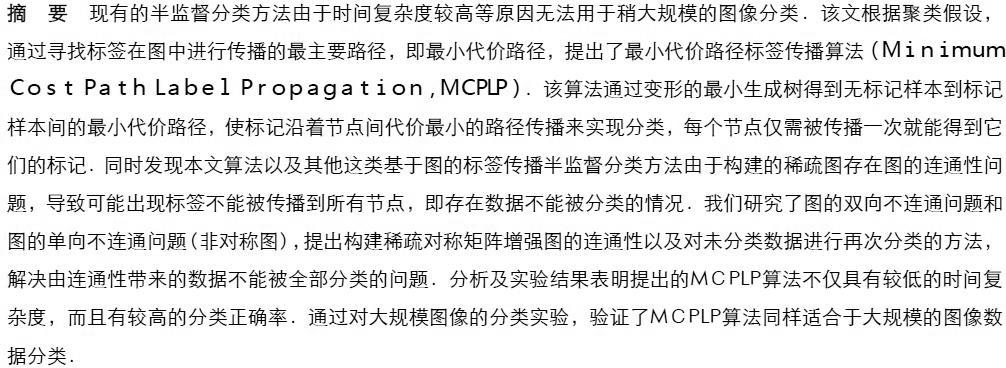 摘 要 现有的半监督分类方法由于时间复杂度较高等原因无法用于稍大规模的图像分类．该文根据聚类假设，
通过寻找标签在图中进行传播的最主要路径，即最小代价路径，提出了最小代价路径标签传播算法（Minimum
Cost Path Label Propagation,MCPLP）．该算法通过变形的最小生成树得到无标记样本到标记
样本间的最小代价路径，使标记沿着节点间代价最小的路径传播来实现分类，每个节点仅需被传播一次就能得到它
们的标记．同时发现本文算法以及其他这类基于图的标签传播半监督分类方法由于构建的稀疏图存在图的连通性问
题，导致可能出现标签不能被传播到所有节点，即存在数据不能被分类的情况．我们研究了图的双向不连通问题和
图的单向不连通问题（非对称图），提出构建稀疏对称矩阵增强图的连通性以及对未分类数据进行再次分类的方法，
解决由连通性带来的数据不能被全部分类的问题．分析及实验结果表明提出的MCPLP算法不仅具有较低的时间复
杂度，而且有较高的分类正确率．通过对大规模图像的分类实验，验证了MCPLP算法同样适合于大规模的图像数
据分类．